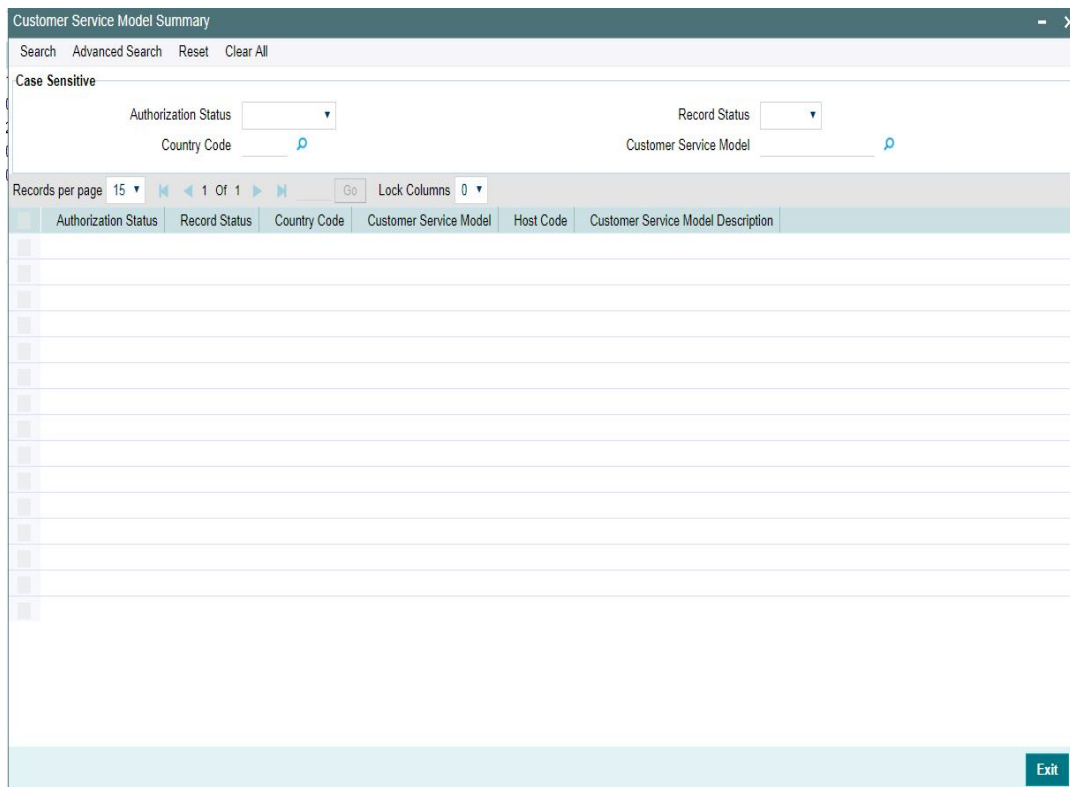 Customer Service Model Summary
Search Advanced Search Reset Clear All
Case Sensitive
Authorization Status Record Status
Country Code Customer Service Model
Records per page 15 1 Of 1 Go Lock Columns 0
Authorization Status Record Status Country Code Customer Service Model Host Code Customer Service Model Description
Exit